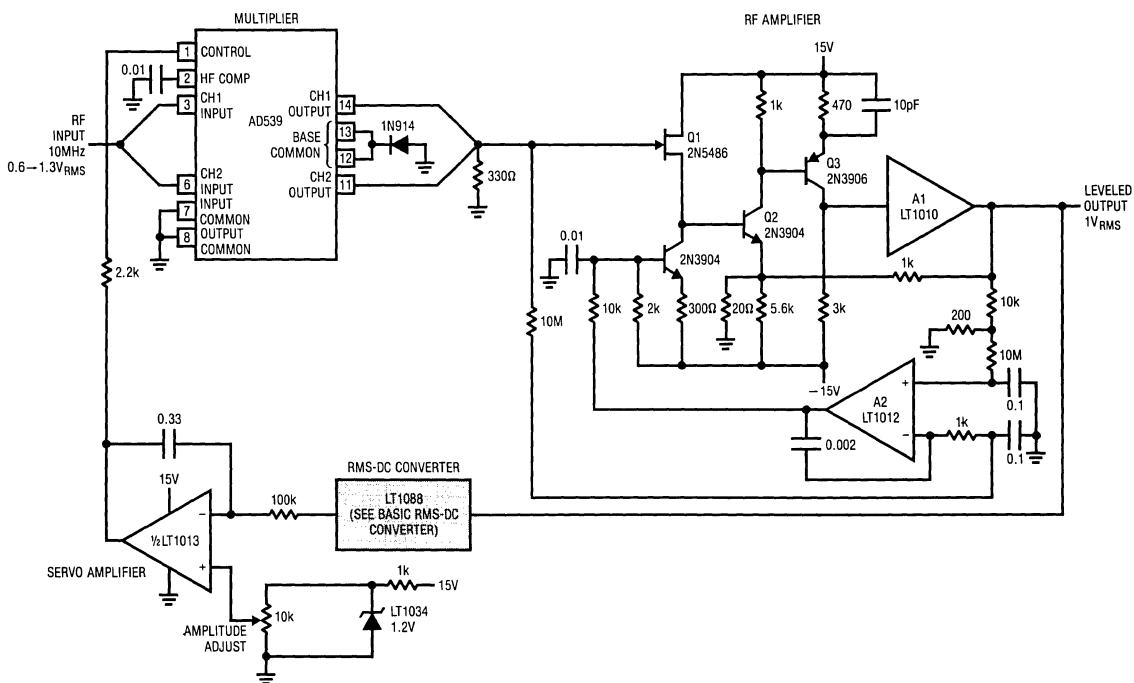 MULTIPLIER
RF AMPLIFIER
15V
1 CONTROL
0.01
2 HF COMP
3 CH1
INPUT
CH1
OUTPUT 14
AD539
BASE
COMMON
13
12
1N914
RF
INPUT
10MHz
0.6–1.3VRMS
6 CH2
INPUT
CH2
OUTPUT 11
7 INPUT
COMMON
8 OUTPUT
COMMON
330Ω
Q1
2N5486
1k
470
10pF
Q3
2N3906
Q2
2N3904
A1
LT1010
LEVELED
OUTPUT
1VRMS
2.2k
0.01
2N3904
1k
10M
10k
2k
300Ω
20Ω
5.6k
3k
10k
200
10M
–15V
+
A2
LT1012
–
0.1
0.002
1k
0.1
0.33
15V
–
½LT1013
+
SERVO AMPLIFIER
100k
RMS-DC CONVERTER
LT1088
(SEE BASIC RMS-DC
CONVERTER)
1k
15V
10k
LT1034
1.2V
AMPLITUDE
ADJUST